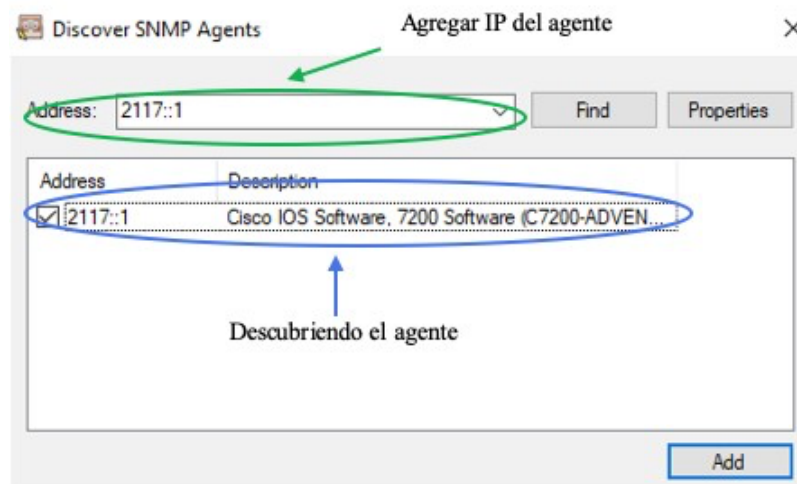 Discover SNMP Agents
Agregar IP del agente
Address: 2117::1 Find Properties
Address Description
2117::1 Cisco IOS Software, 7200 Software (C7200-ADVEN...
Descubriendo el agente
Add